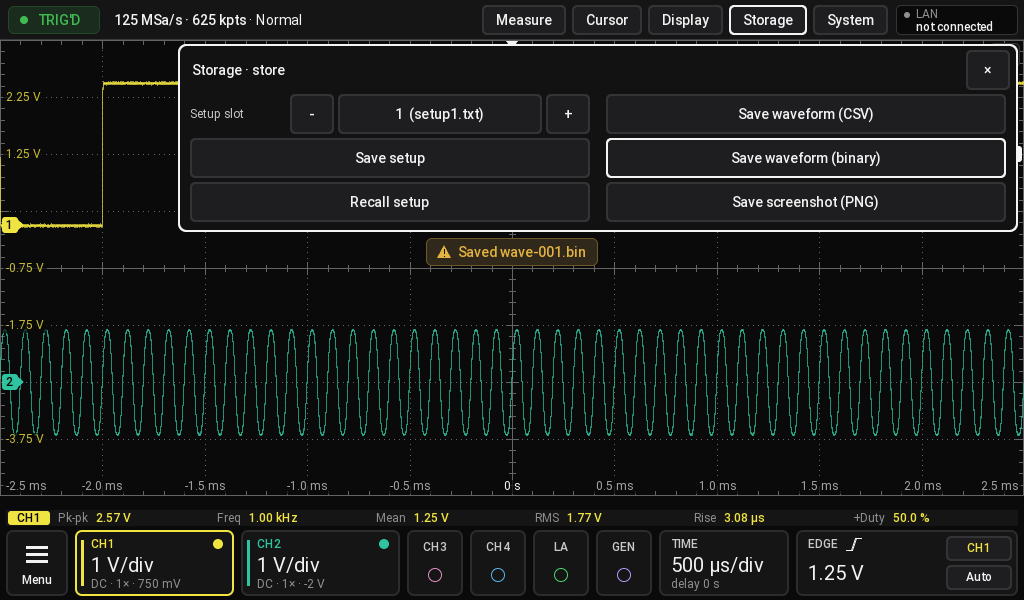 TRIG'D 125 MSa/s · 625 kpts · Normal Measure Cursor Display Storage System LAN
not connected
Storage · store ×
Setup slot - 1 (setup1.txt) + Save waveform (CSV)
Save setup Save waveform (binary)
Recall setup Save screenshot (PNG)
2.25 V
1.25 V
1
Saved wave-001.bin
-0.75 V
-1.75 V
2
-3.75 V
-2.5 ms -2.0 ms -1.5 ms -1.0 ms -0.5 ms 0 s 0.5 ms 1.0 ms 1.5 ms 2.0 ms 2.5 ms
CH1 Pk-pk 2.57 V Freq 1.00 kHz Mean 1.25 V RMS 1.77 V Rise 3.08 µs +Duty 50.0 %
Menu
CH1
1 V/div
DC · 1× · 750 mV
CH2
1 V/div
DC · 1× · -2 V
CH3
CH4
LA
GEN
TIME
500 µs/div
delay 0 s
EDGE
1.25 V
CH1
Auto